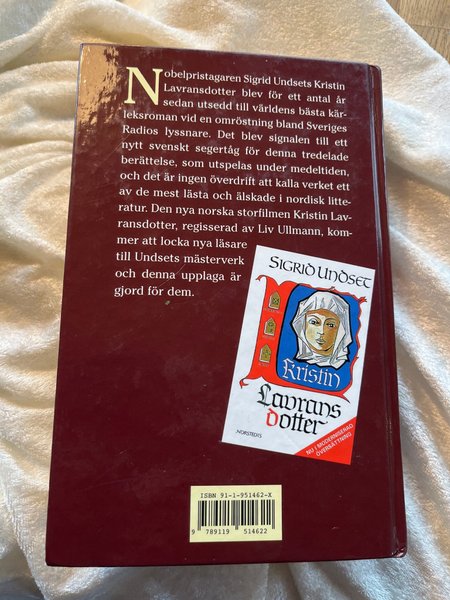 Nobelpristagaren Sigrid Undsets Kristin
Lavransdotter blev för ett antal år
sedan utsedd till världens bästa kär-
leksroman vid en omröstning bland Sveriges
Radios lyssnare. Det blev signalen till ett
nytt svenskt segertåg för denna tredelade
berättelse, som utspelas under medeltiden,
och det är ingen överdrift att kalla verket ett
av de mest lästa och älskade i nordisk litte-
ratur. Den nya norska storfilmen Kristin Lav-
ransdotter, regisserad av Liv Ullmann, kom-
mer att locka nya läsare
till Undsets mästerverk
och denna upplaga är
gjord för dem.
SIGRID UNDSET
Kristin
Lavrans
dotter
NORSTEDTS
NU I MODERNISERAD
ÖVERSÄTTNING
ISBN 91-1-951462-X
9 789119 514622